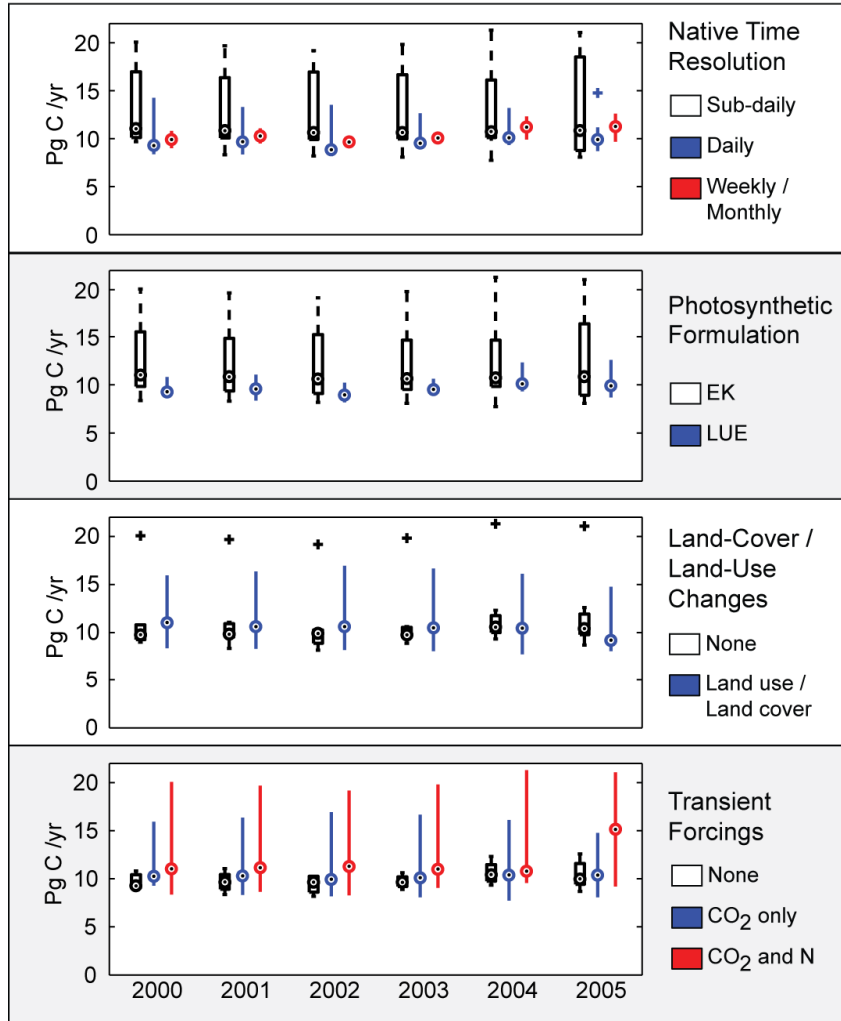 Native Time
Resolution
Sub-daily
Daily
Weekly /
Monthly
Pg C /yr
20
15
10
5
0
Photosynthetic
Formulation
EK
LUE
Pg C /yr
20
15
10
5
0
Land-Cover /
Land-Use
Changes
None
Land use /
Land cover
Pg C /yr
20
15
10
5
0
Transient
Forcings
None
CO2 only
CO2 and N
Pg C /yr
20
15
10
5
0
2000 2001 2002 2003 2004 2005